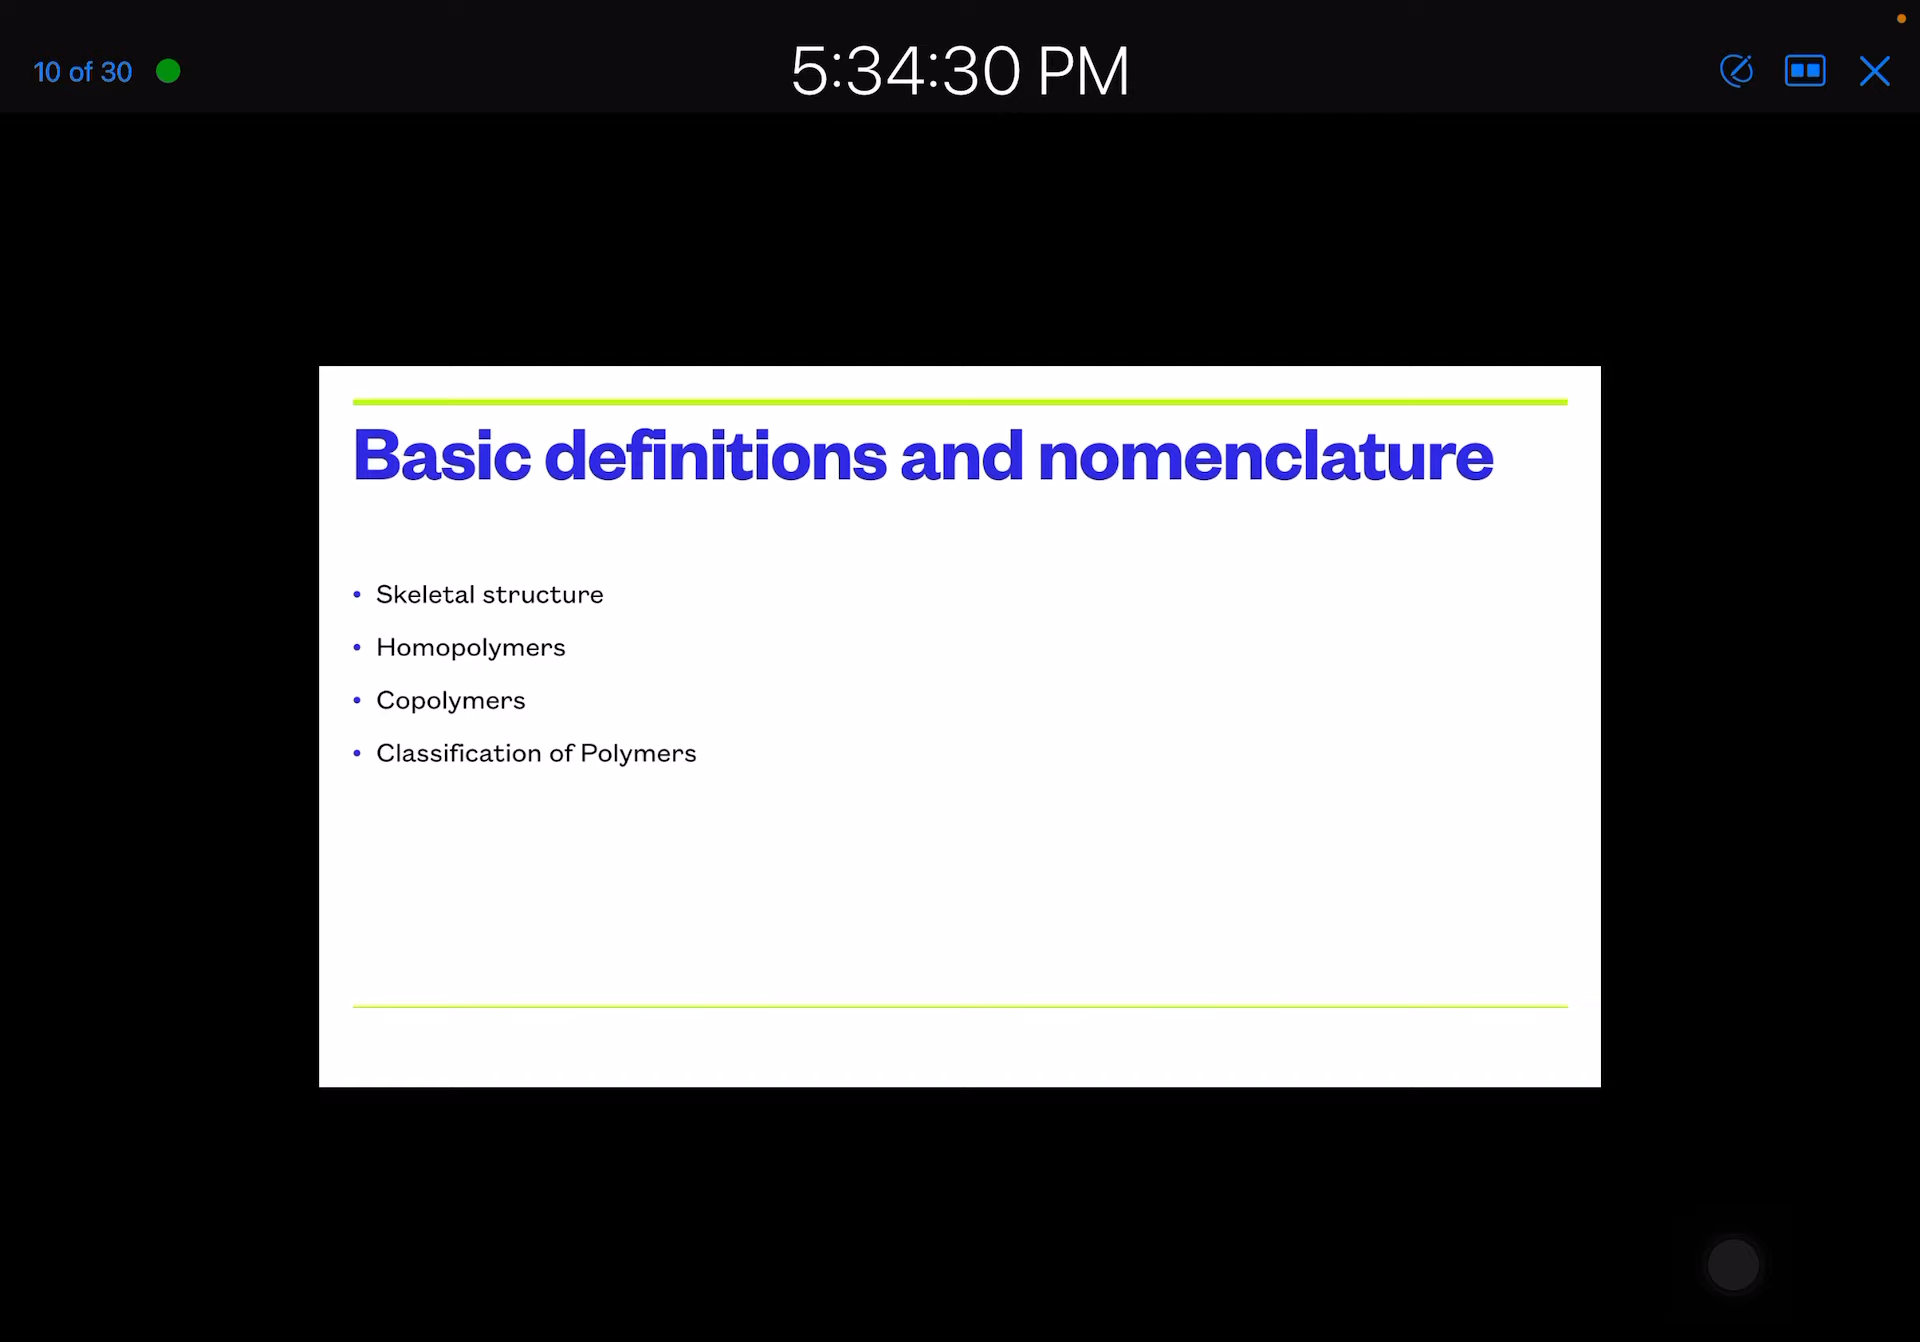 10 of 30
5:34:30 PM
Basic definitions and nomenclature
• Skeletal structure
• Homopolymers
• Copolymers
• Classification of Polymers